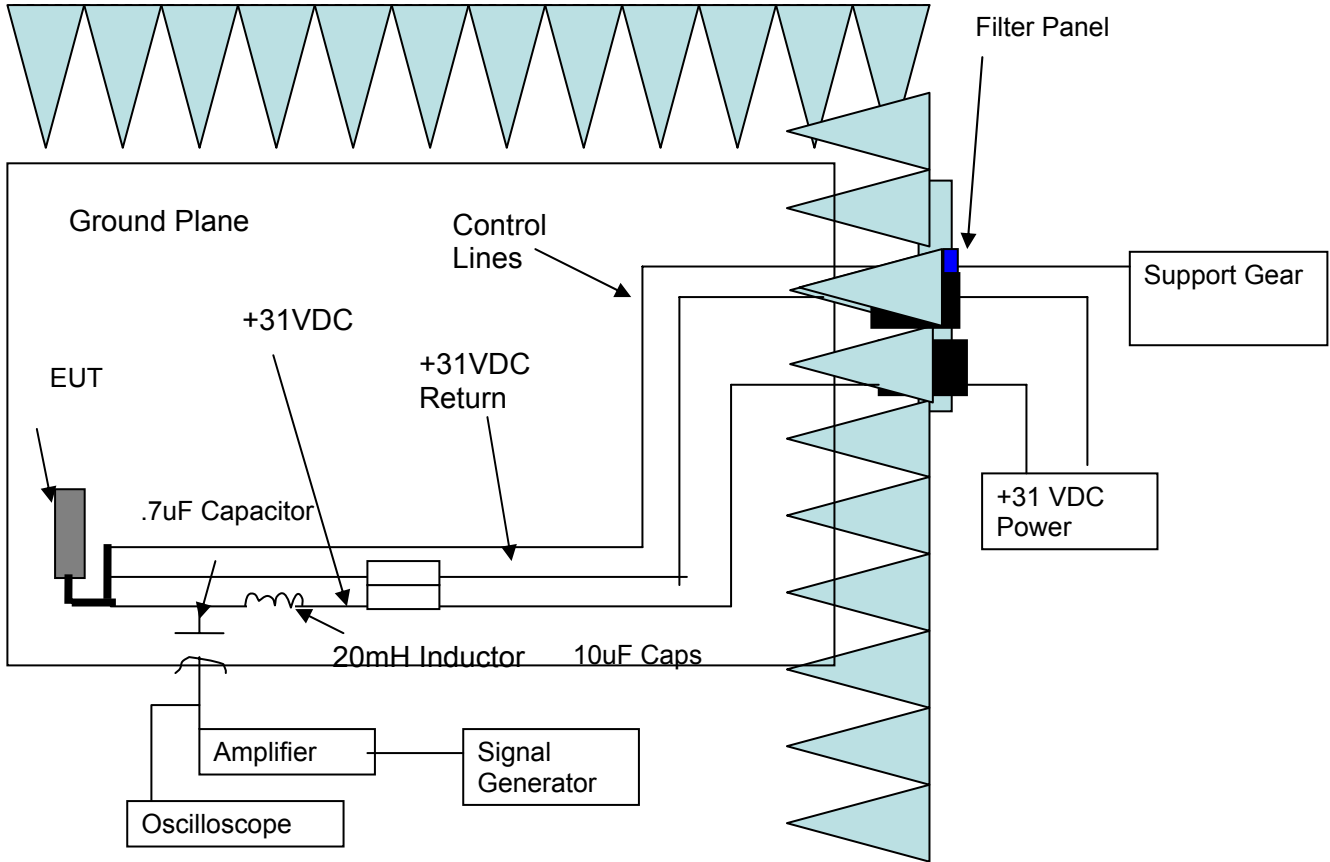 Filter Panel
Ground Plane
Control
Lines
Support Gear
+31VDC
+31VDC
Return
EUT
.7uF Capacitor
+31 VDC
Power
20mH Inductor
10uF Caps
Amplifier
Signal
Generator
Oscilloscope